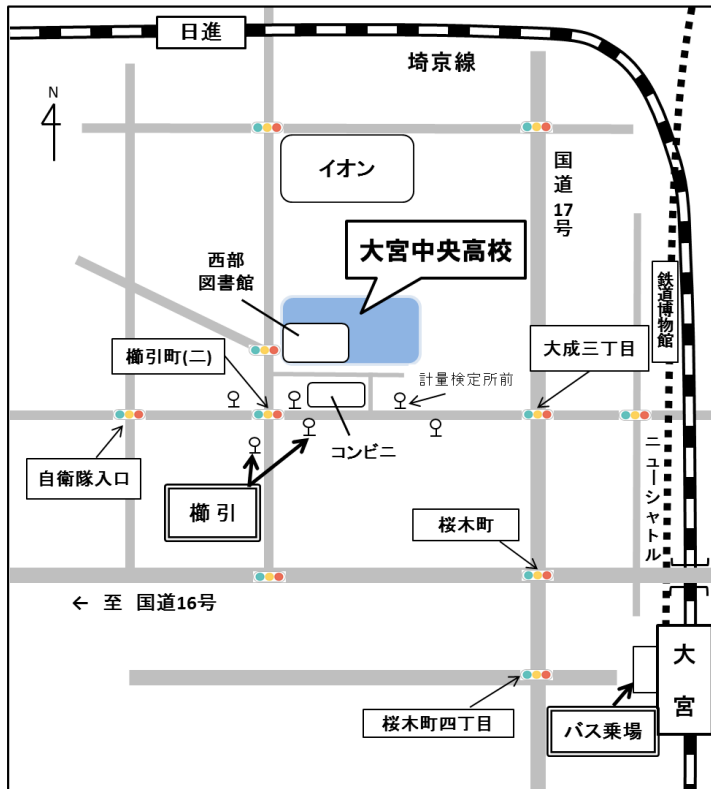 日進
埼京線
N
イオン
国道17号
大宮中央高校
西部
図書館
鉄道博物館
櫛引町(二)
大成三丁目
計量検定所前
コンビニ
自衛隊入口
櫛引
ニューシャトル
桜木町
← 至 国道16号
大宮
桜木町四丁目
バス乗場